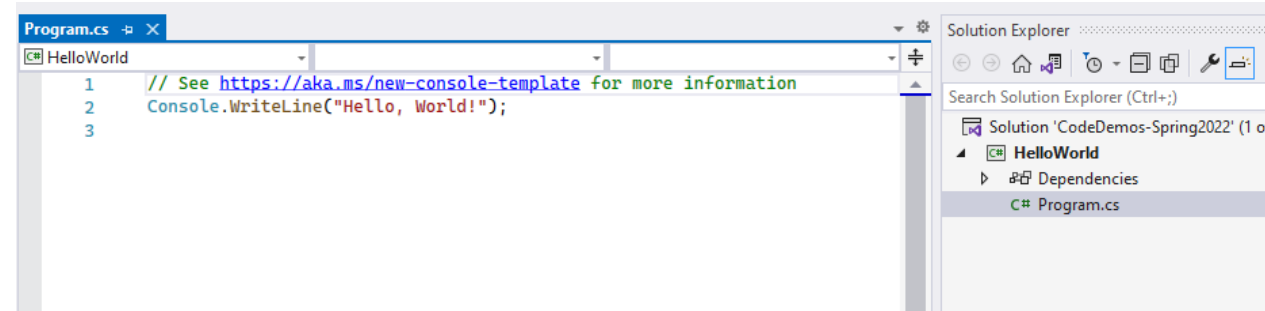 Program.cs
C# HelloWorld
1 // See https://aka.ms/new-console-template for more information
2 Console.WriteLine("Hello, World!");
3
Solution Explorer
Search Solution Explorer (Ctrl+;)
Solution 'CodeDemos-Spring2022' (1 o
C# HelloWorld
Dependencies
C# Program.cs